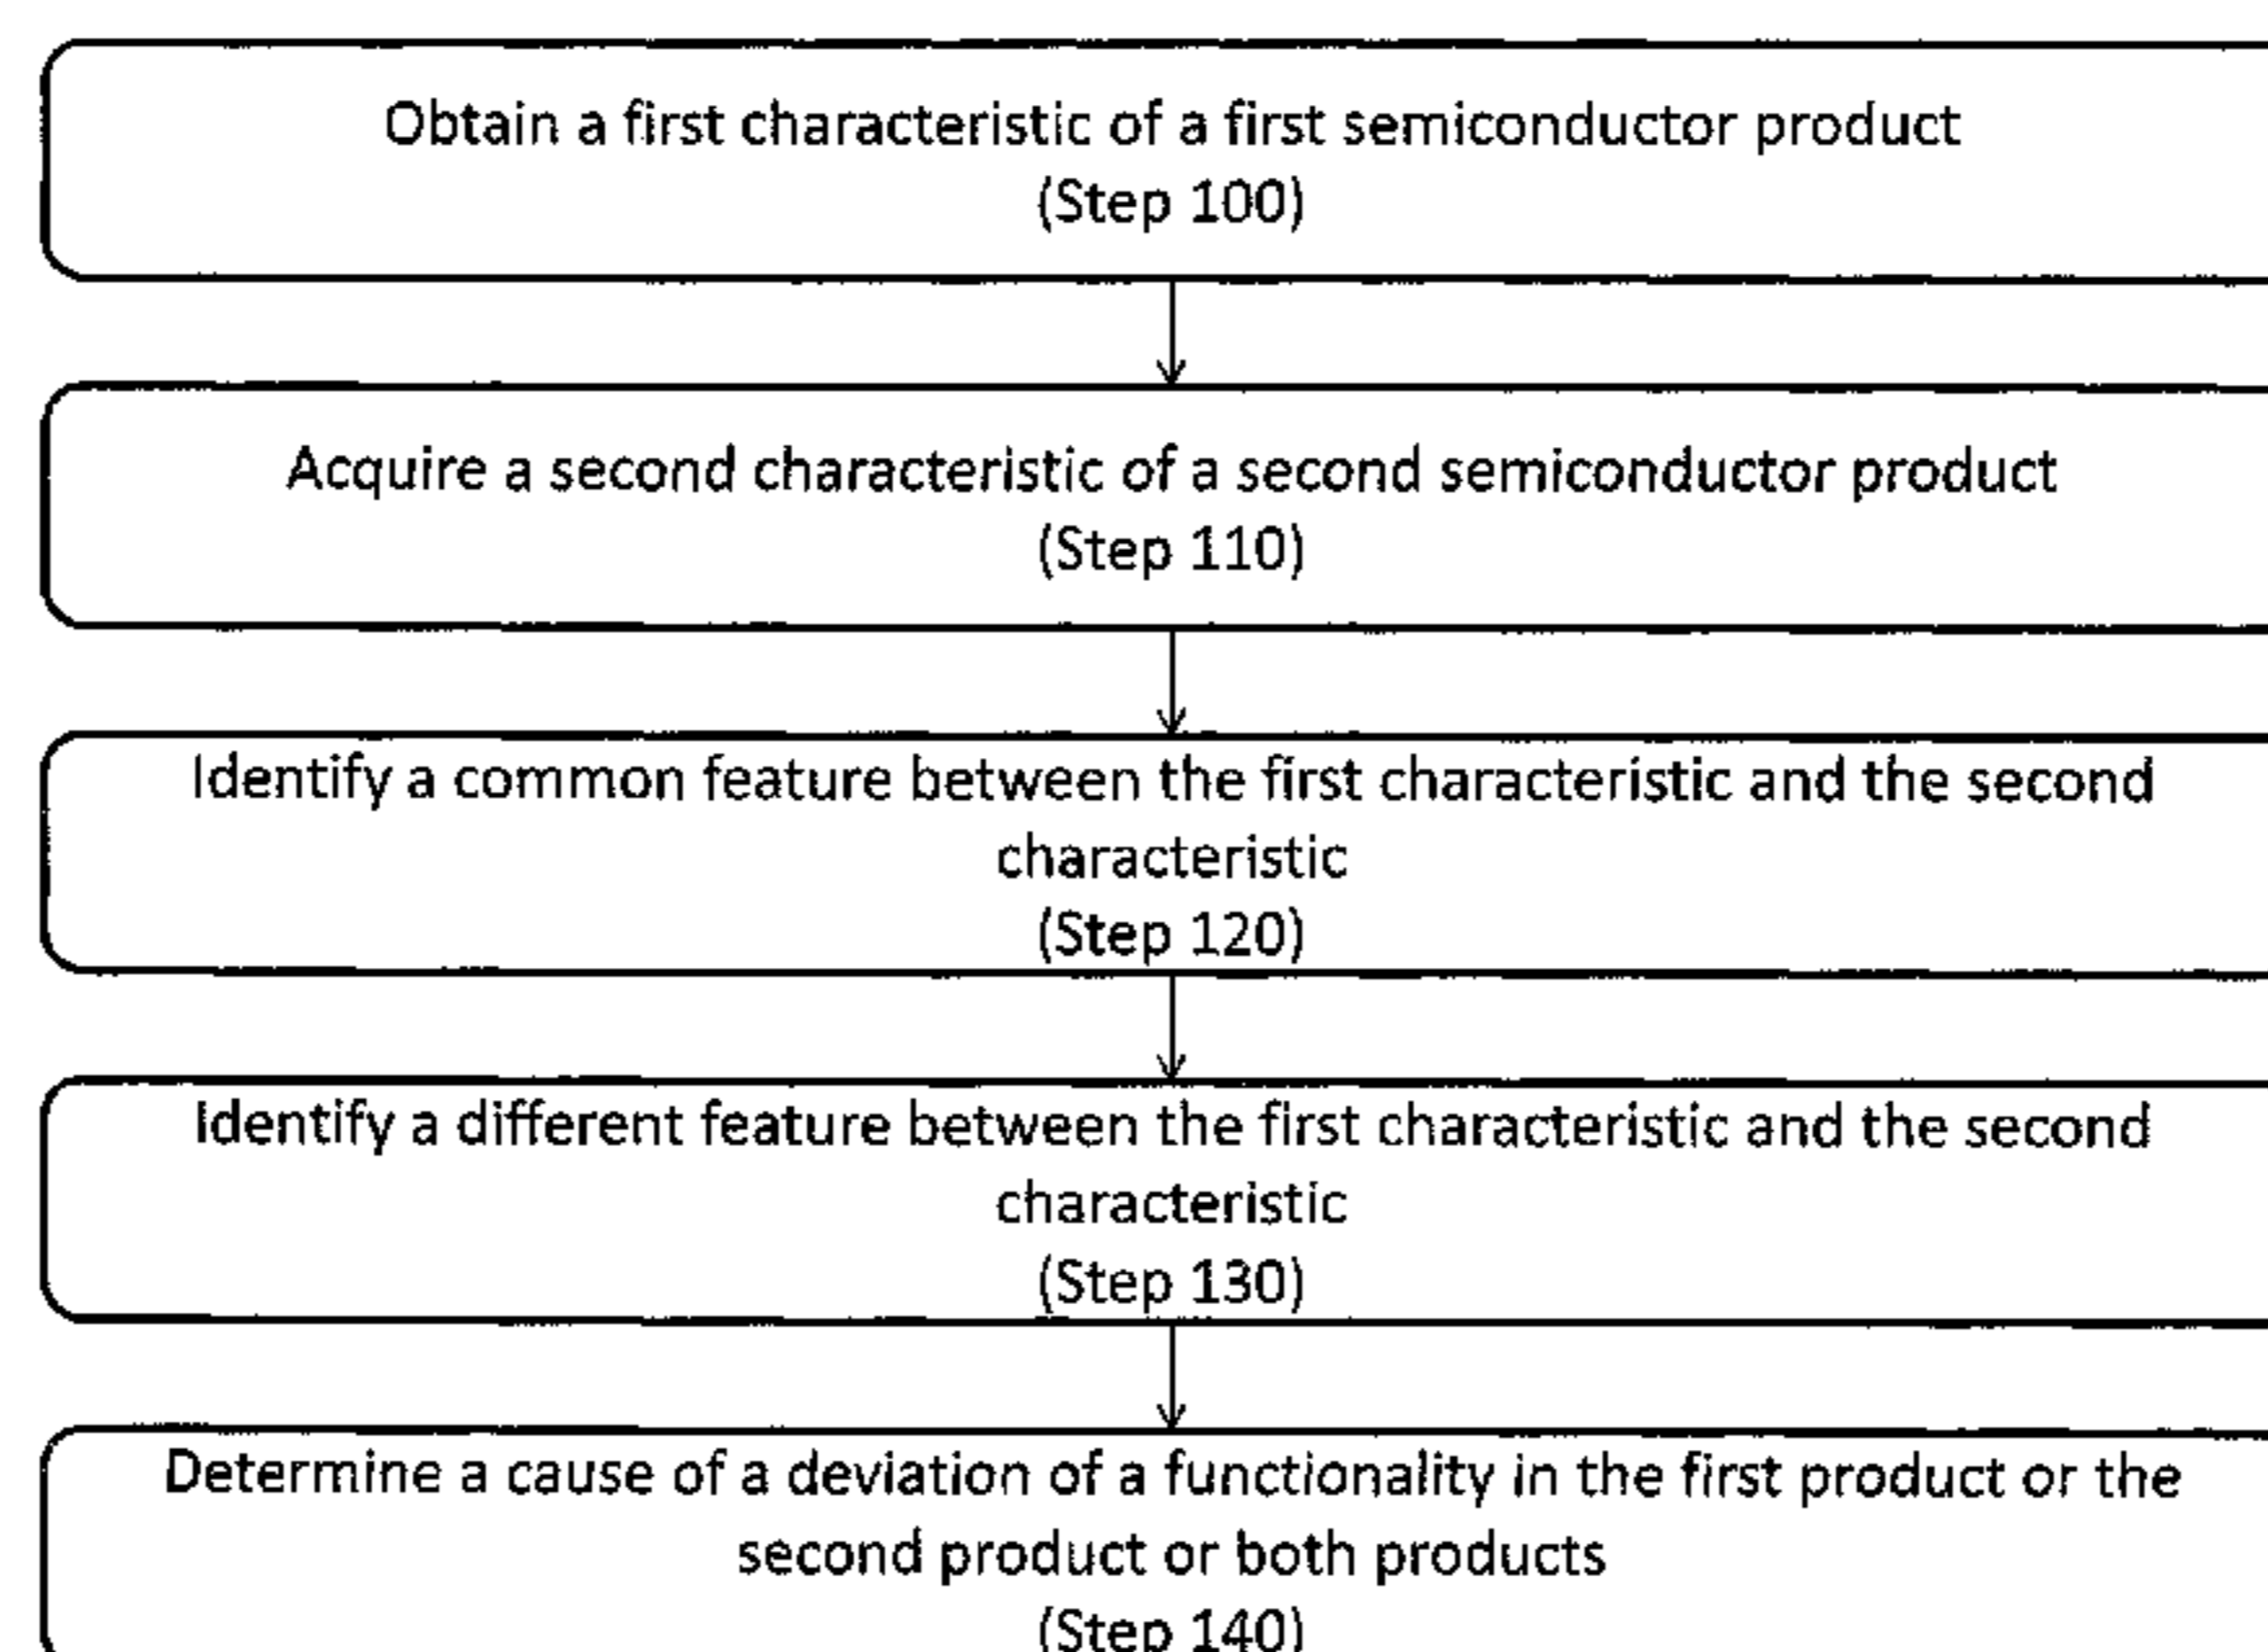 Obtain a first characteristic of a first semiconductor product
(Step 100)
Acquire a second characteristic of a second semiconductor product
(Step 110)
Identify a common feature between the first characteristic and the second
characteristic
(Step 120)
Identify a different feature between the first characteristic and the second
characteristic
(Step 130)
Determine a cause of a deviation of a functionality in the first product or the
second product or both products
(Step 140)